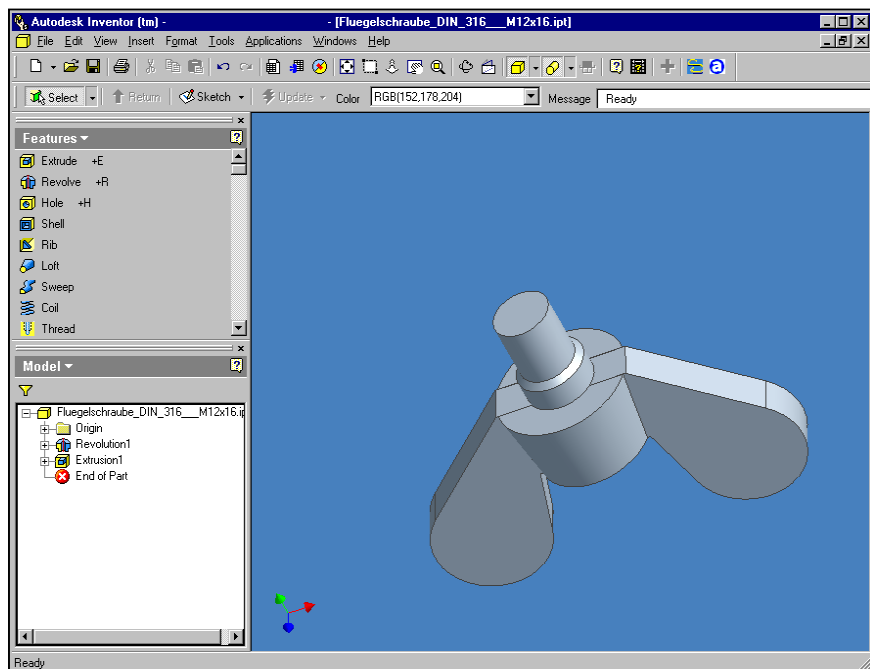 Autodesk Inventor (tm) - - [Fluegelschraube_DIN_316___M12x16.ipt]
File Edit View Insert Format Tools Applications Windows Help
Select Return Sketch Update Color RGB(152,178,204) Message Ready
Features
Extrude +E
Revolve +R
Hole +H
Shell
Rib
Loft
Sweep
Coil
Thread
Model
Fluegelschraube_DIN_316___M12x16.ip
Origin
Revolution1
Extrusion1
End of Part
Ready